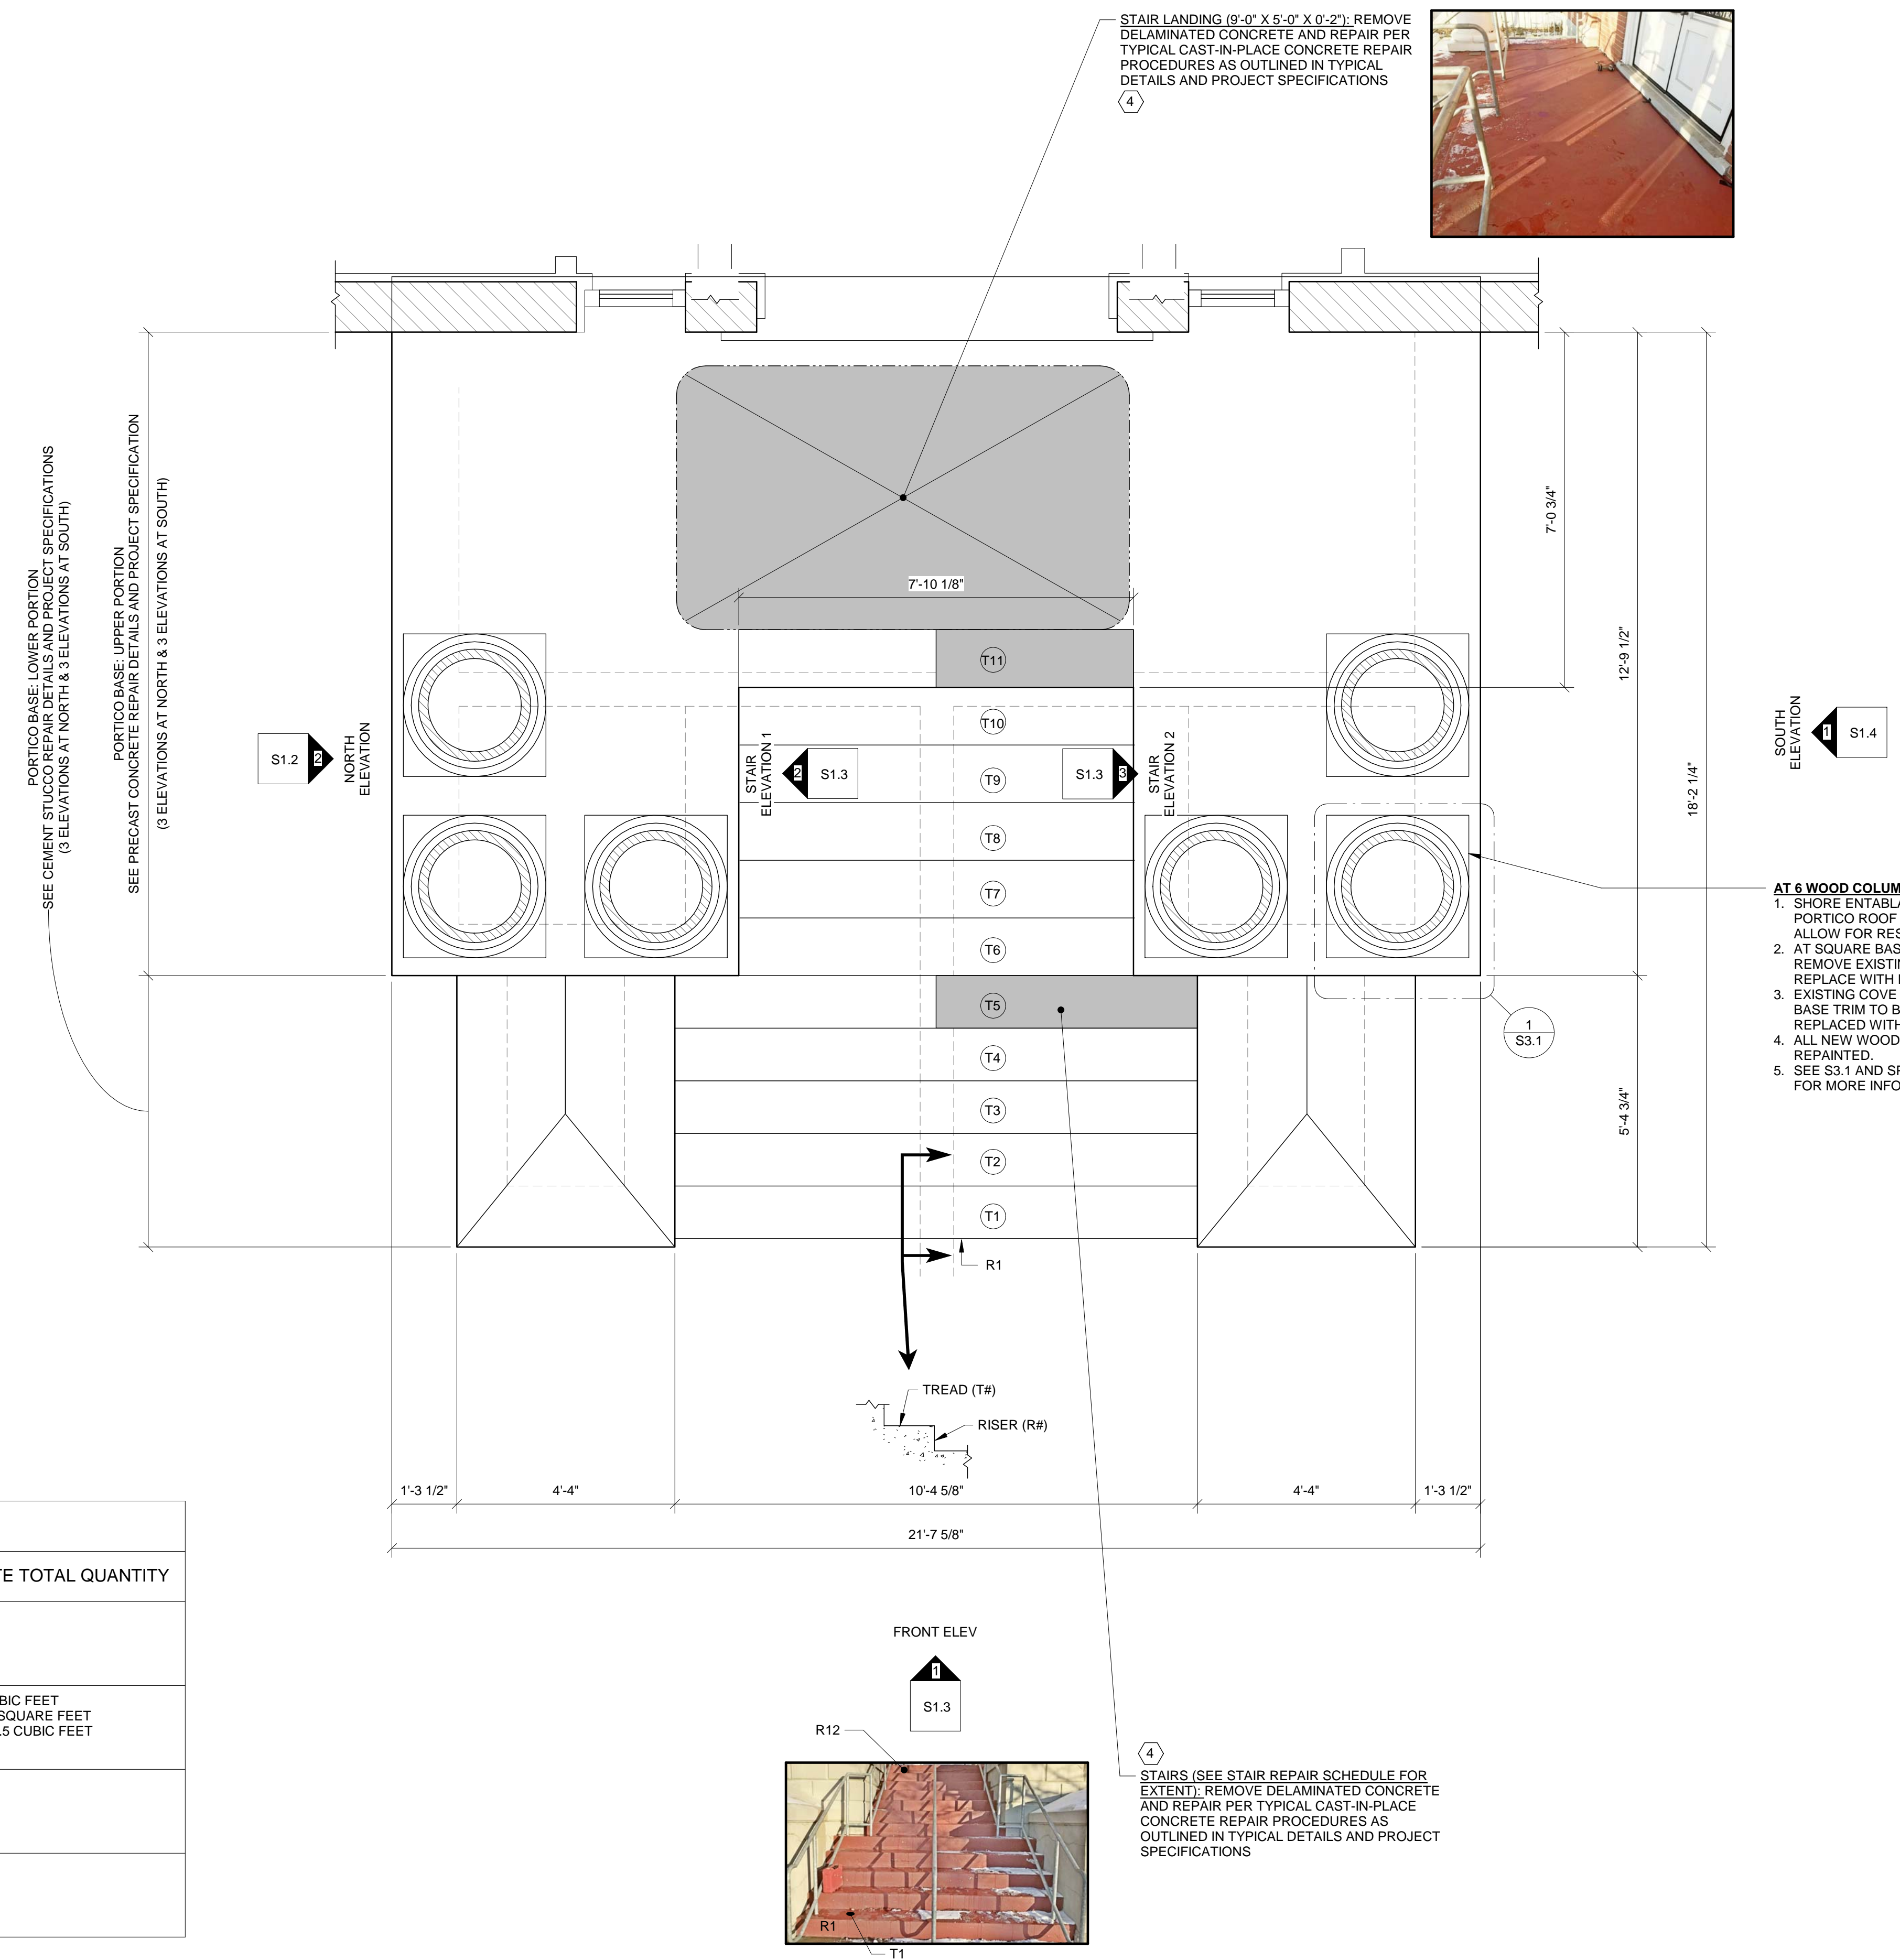 STAIR LANDING (9'-0" X 5'-0" X 0'-2"): REMOVE
DELAMINATED CONCRETE AND REPAIR PER
TYPICAL CAST-IN-PLACE CONCRETE REPAIR
PROCEDURES AS OUTLINED IN TYPICAL
DETAILS AND PROJECT SPECIFICATIONS
4
PORTICO BASE: LOWER PORTION
SEE CEMENT STUCCO REPAIR DETAILS AND PROJECT SPECIFICATIONS
(3 ELEVATIONS AT NORTH & 3 ELEVATIONS AT SOUTH)
PORTICO BASE: UPPER PORTION
SEE PRECAST CONCRETE REPAIR DETAILS AND PROJECT SPECIFICATION
(3 ELEVATIONS AT NORTH & 3 ELEVATIONS AT SOUTH)
7'-10 1/8"
7'-0 3/4"
12'-9 1/2"
18'-2 1/4"
5'-4 3/4"
S1.2
2
NORTH
ELEVATION
STAIR
ELEVATION 1
2
S1.3
S1.3
3
STAIR
ELEVATION 2
SOUTH
ELEVATION
1
S1.4
T11
T10
T9
T8
T7
T6
T5
T4
T3
T2
T1
R1
AT 6 WOOD COLUM
1. SHORE ENTABLA
PORTICO ROOF
ALLOW FOR RES
2. AT SQUARE BAS
REMOVE EXISTIN
REPLACE WITH
3. EXISTING COVE
BASE TRIM TO B
REPLACED WITH
4. ALL NEW WOOD
REPAINTED.
5. SEE S3.1 AND SP
FOR MORE INFO
1
S3.1
TREAD (T#)
RISER (R#)
1'-3 1/2"
4'-4"
10'-4 5/8"
4'-4"
1'-3 1/2"
21'-7 5/8"
TE TOTAL QUANTITY
BIC FEET
SQUARE FEET
.5 CUBIC FEET
FRONT ELEV
1
S1.3
R12
R1
T1
4
STAIRS (SEE STAIR REPAIR SCHEDULE FOR
EXTENT): REMOVE DELAMINATED CONCRETE
AND REPAIR PER TYPICAL CAST-IN-PLACE
CONCRETE REPAIR PROCEDURES AS
OUTLINED IN TYPICAL DETAILS AND PROJECT
SPECIFICATIONS